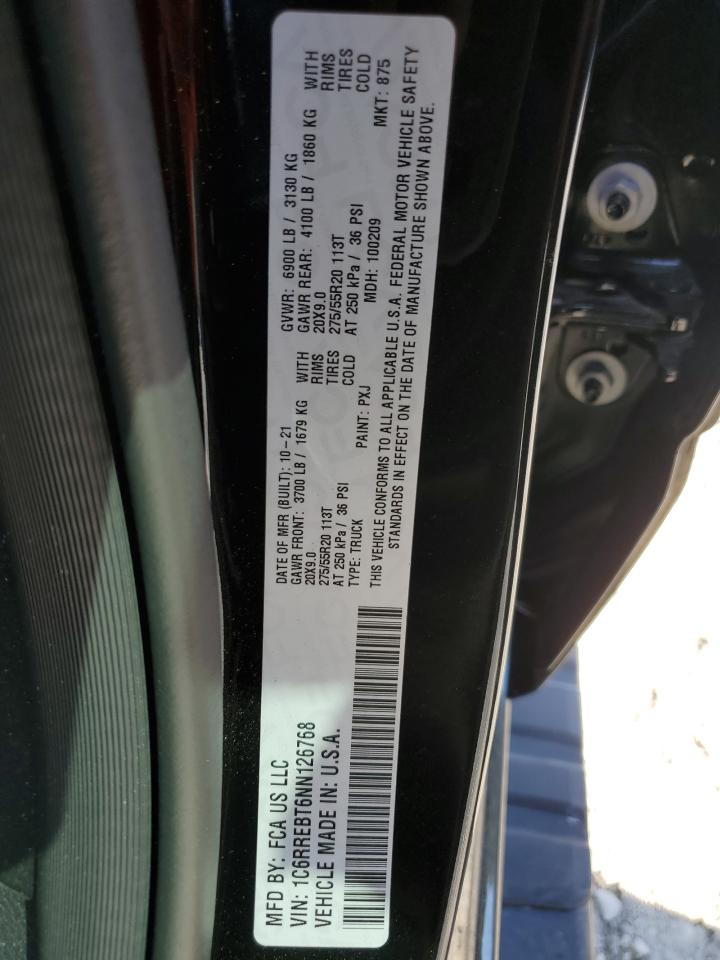 MFD BY: FCA US LLC
VIN: 1C6RREBT6NN126768
VEHICLE MADE IN: U.S.A.
DATE OF MFR (BUILT): 10-21
GAWR FRONT: 3700 LB / 1679 KG WITH
20X9.0 RIMS
275/55R20 113T TIRES
AT 250 kPa / 36 PSI COLD
TYPE: TRUCK PAINT: PXJ
GVWR: 6900 LB / 3130 KG
GAWR REAR: 4100 LB / 1860 KG WITH
20X9.0 RIMS
275/55R20 113T TIRES
AT 250 kPa / 36 PSI COLD
MDH: 100209 MKT: 875
THIS VEHICLE CONFORMS TO ALL APPLICABLE U.S.A. FEDERAL MOTOR VEHICLE SAFETY
STANDARDS IN EFFECT ON THE DATE OF MANUFACTURE SHOWN ABOVE.